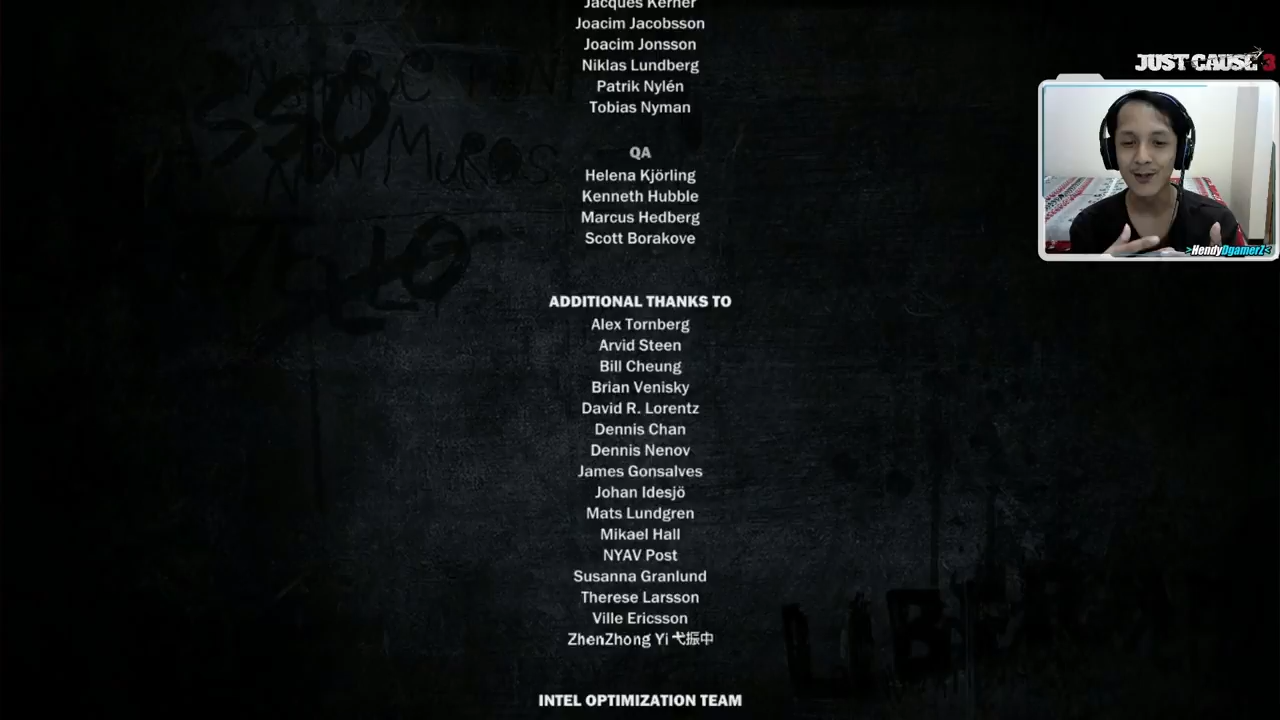 Jacques Kerner
Joacim Jacobsson
Joacim Jonsson
Niklas Lundberg
Patrik Nylén
Tobias Nyman
QA
Helena Kjörling
Kenneth Hubble
Marcus Hedberg
Scott Borakove
ADDITIONAL THANKS TO
Alex Tornberg
Arvid Steen
Bill Cheung
Brian Venisky
David R. Lorentz
Dennis Chan
Dennis Nenov
James Gonsalves
Johan Idesjö
Mats Lundgren
Mikael Hall
NYAV Post
Susanna Granlund
Therese Larsson
Ville Ericsson
ZhenZhong Yi 弋振中
INTEL OPTIMIZATION TEAM
JUST CAUSE 3
>HendyDgamerZ<
MUROS